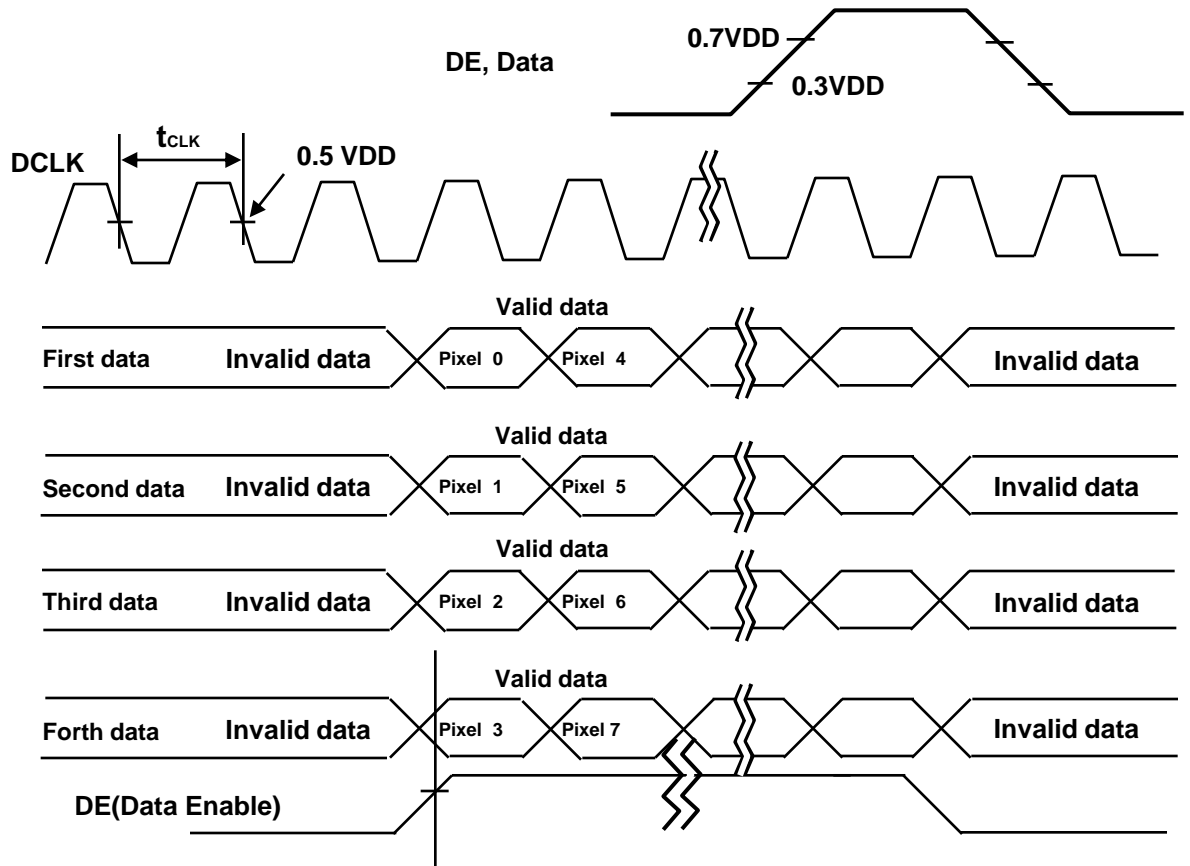 0.7VDD
DE, Data
0.3VDD
tCLK
DCLK
0.5 VDD
Valid data
First data Invalid data Pixel 0 Pixel 4 Invalid data
Valid data
Second data Invalid data Pixel 1 Pixel 5 Invalid data
Valid data
Third data Invalid data Pixel 2 Pixel 6 Invalid data
Valid data
Forth data Invalid data Pixel 3 Pixel 7 Invalid data
DE(Data Enable)